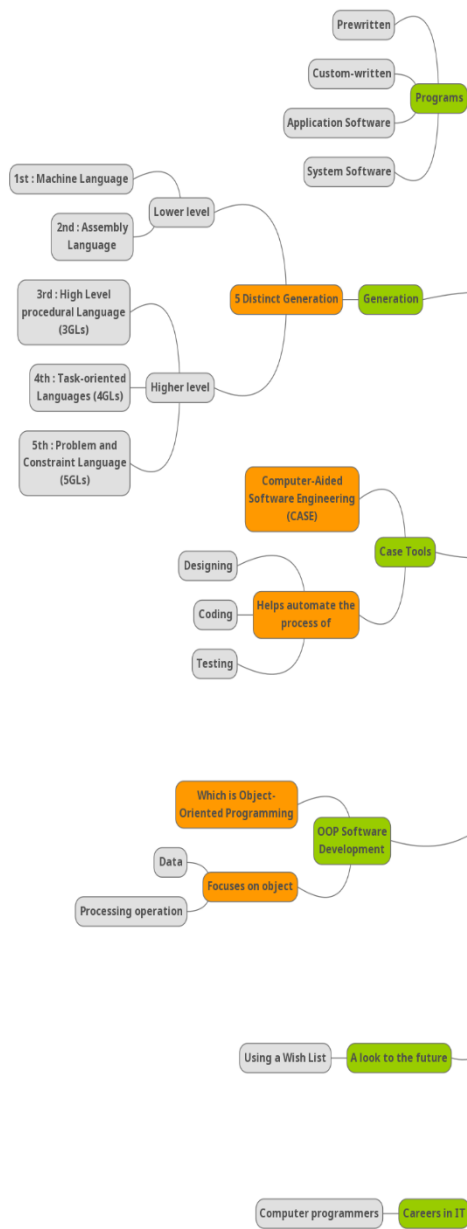 Prewritten
Custom-written
Programs
Application Software
System Software
1st : Machine Language
Lower level
2nd : Assembly
Language
3rd : High Level
procedural Language
(3GLs)
5 Distinct Generation
Generation
4th : Task-oriented
Languages (4GLs)
Higher level
5th : Problem and
Constraint Language
(5GLs)
Computer-Aided
Software Engineering
(CASE)
Case Tools
Designing
Coding
Helps automate the
process of
Testing
Which is Object-
Oriented Programming
OOP Software
Development
Data
Focuses on object
Processing operation
Using a Wish List
A look to the future
Computer programmers
Careers in IT